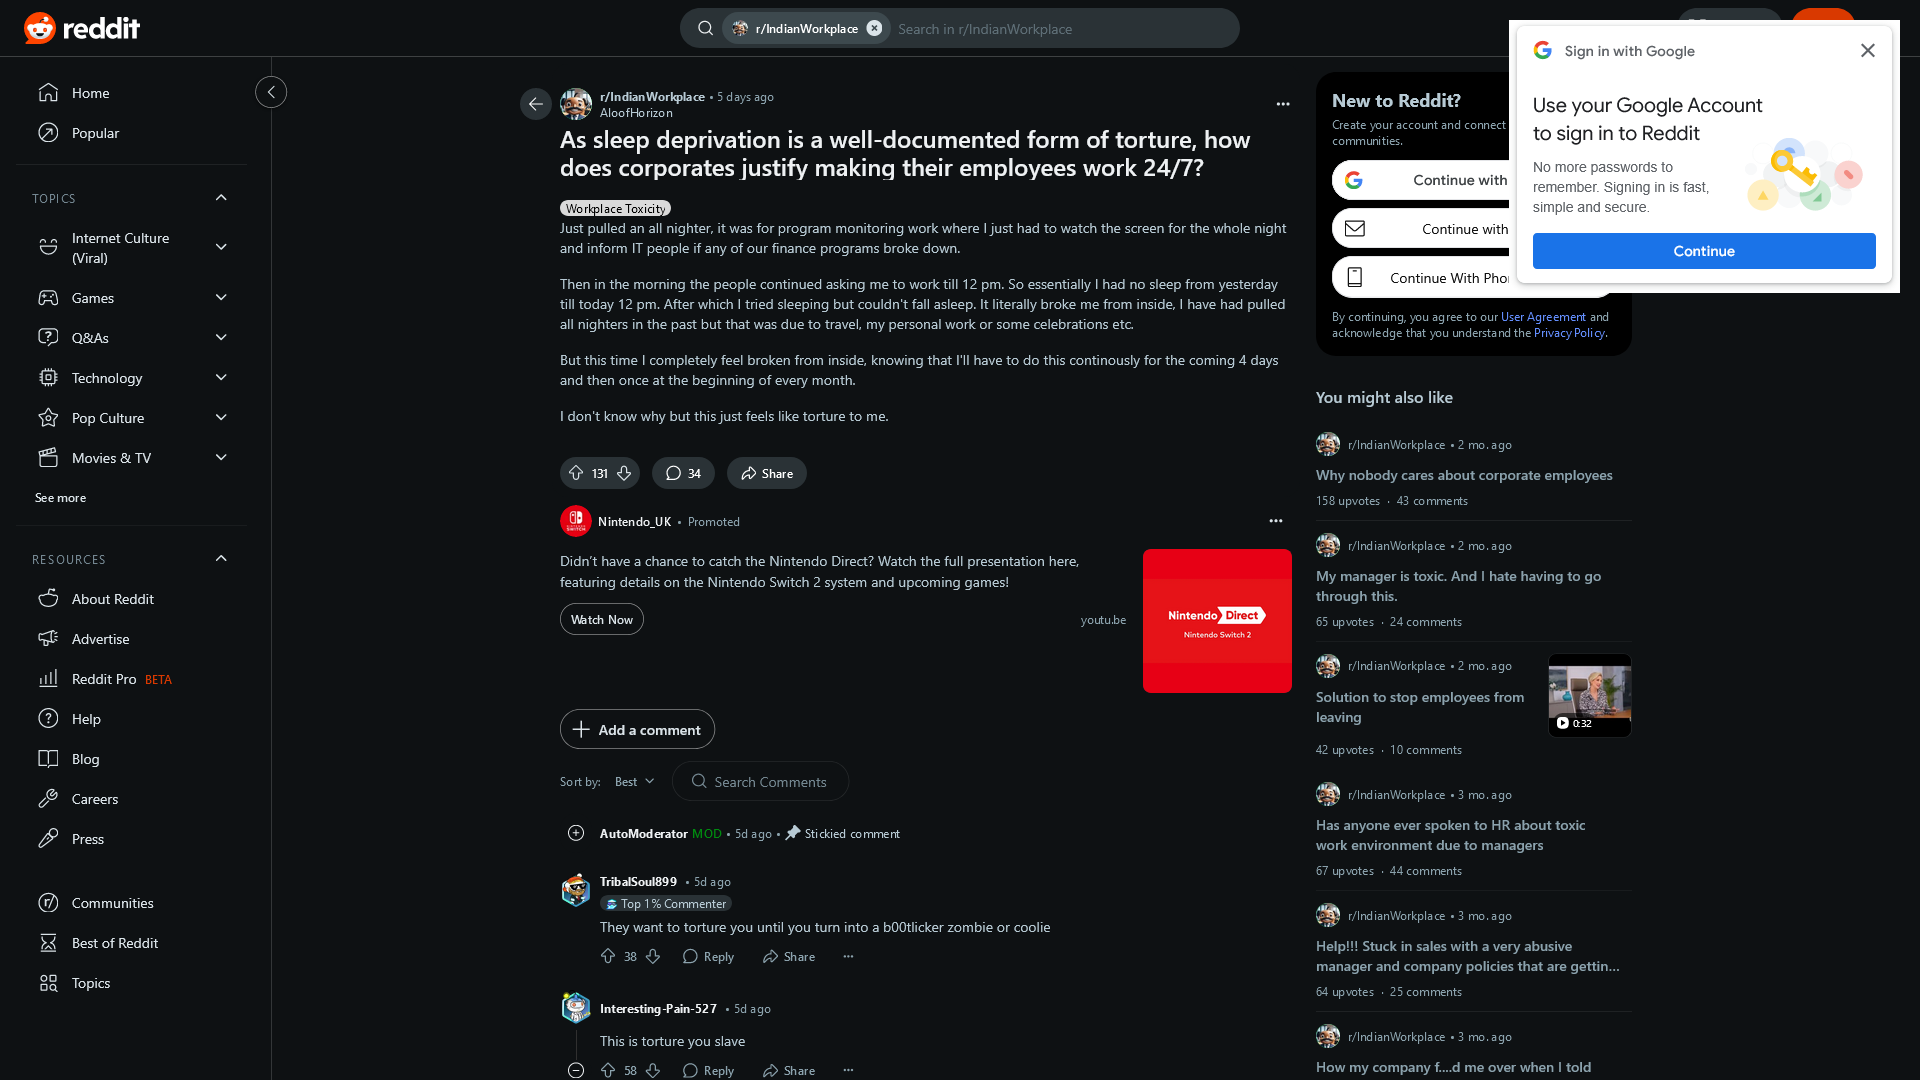 reddit
r/IndianWorkplace
Search in r/IndianWorkplace
Home
Popular
TOPICS
Internet Culture
(Viral)
Games
Q&As
Technology
Pop Culture
Movies & TV
See more
RESOURCES
About Reddit
Advertise
Reddit Pro BETA
Help
Blog
Careers
Press
Communities
Best of Reddit
Topics
r/IndianWorkplace • 5 days ago
AloofHorizon
As sleep deprivation is a well-documented form of torture, how
does corporates justify making their employees work 24/7?
Workplace Toxicity
Just pulled an all nighter, it was for program monitoring work where I just had to watch the screen for the whole night
and inform IT people if any of our finance programs broke down.
Then in the morning the people continued asking me to work till 12 pm. So essentially I had no sleep from yesterday
till today 12 pm. After which I tried sleeping but couldn't fall asleep. It literally broke me from inside, I have had pulled
all nighters in the past but that was due to travel, my personal work or some celebrations etc.
But this time I completely feel broken from inside, knowing that I'll have to do this continously for the coming 4 days
and then once at the beginning of every month.
I don't know why but this just feels like torture to me.
131
34
Share
Nintendo_UK • Promoted
Didn’t have a chance to catch the Nintendo Direct? Watch the full presentation here,
featuring details on the Nintendo Switch 2 system and upcoming games!
Watch Now
youtu.be
Nintendo Direct
Nintendo Switch 2
Add a comment
Sort by: Best
Search Comments
AutoModerator MOD • 5d ago • Stickied comment
TribalSoul899 • 5d ago
Top 1% Commenter
They want to torture you until you turn into a b00tlicker zombie or coolie
38 Reply Share
Interesting-Pain-527 • 5d ago
This is torture you slave
58 Reply Share
New to Reddit?
Create your account and connect
communities.
Continue with
Continue with
Continue With Pho
By continuing, you agree to our User Agreement and
acknowledge that you understand the Privacy Policy.
Sign in with Google
Use your Google Account
to sign in to Reddit
No more passwords to
remember. Signing in is fast,
simple and secure.
Continue
You might also like
r/IndianWorkplace • 2 mo. ago
Why nobody cares about corporate employees
158 upvotes · 43 comments
r/IndianWorkplace • 2 mo. ago
My manager is toxic. And I hate having to go
through this.
65 upvotes · 24 comments
r/IndianWorkplace • 2 mo. ago
Solution to stop employees from
leaving
0:32
42 upvotes · 10 comments
r/IndianWorkplace • 3 mo. ago
Has anyone ever spoken to HR about toxic
work environment due to managers
67 upvotes · 44 comments
r/IndianWorkplace • 3 mo. ago
Help!!! Stuck in sales with a very abusive
manager and company policies that are gettin...
64 upvotes · 25 comments
r/IndianWorkplace • 3 mo. ago
How my company f....d me over when I told